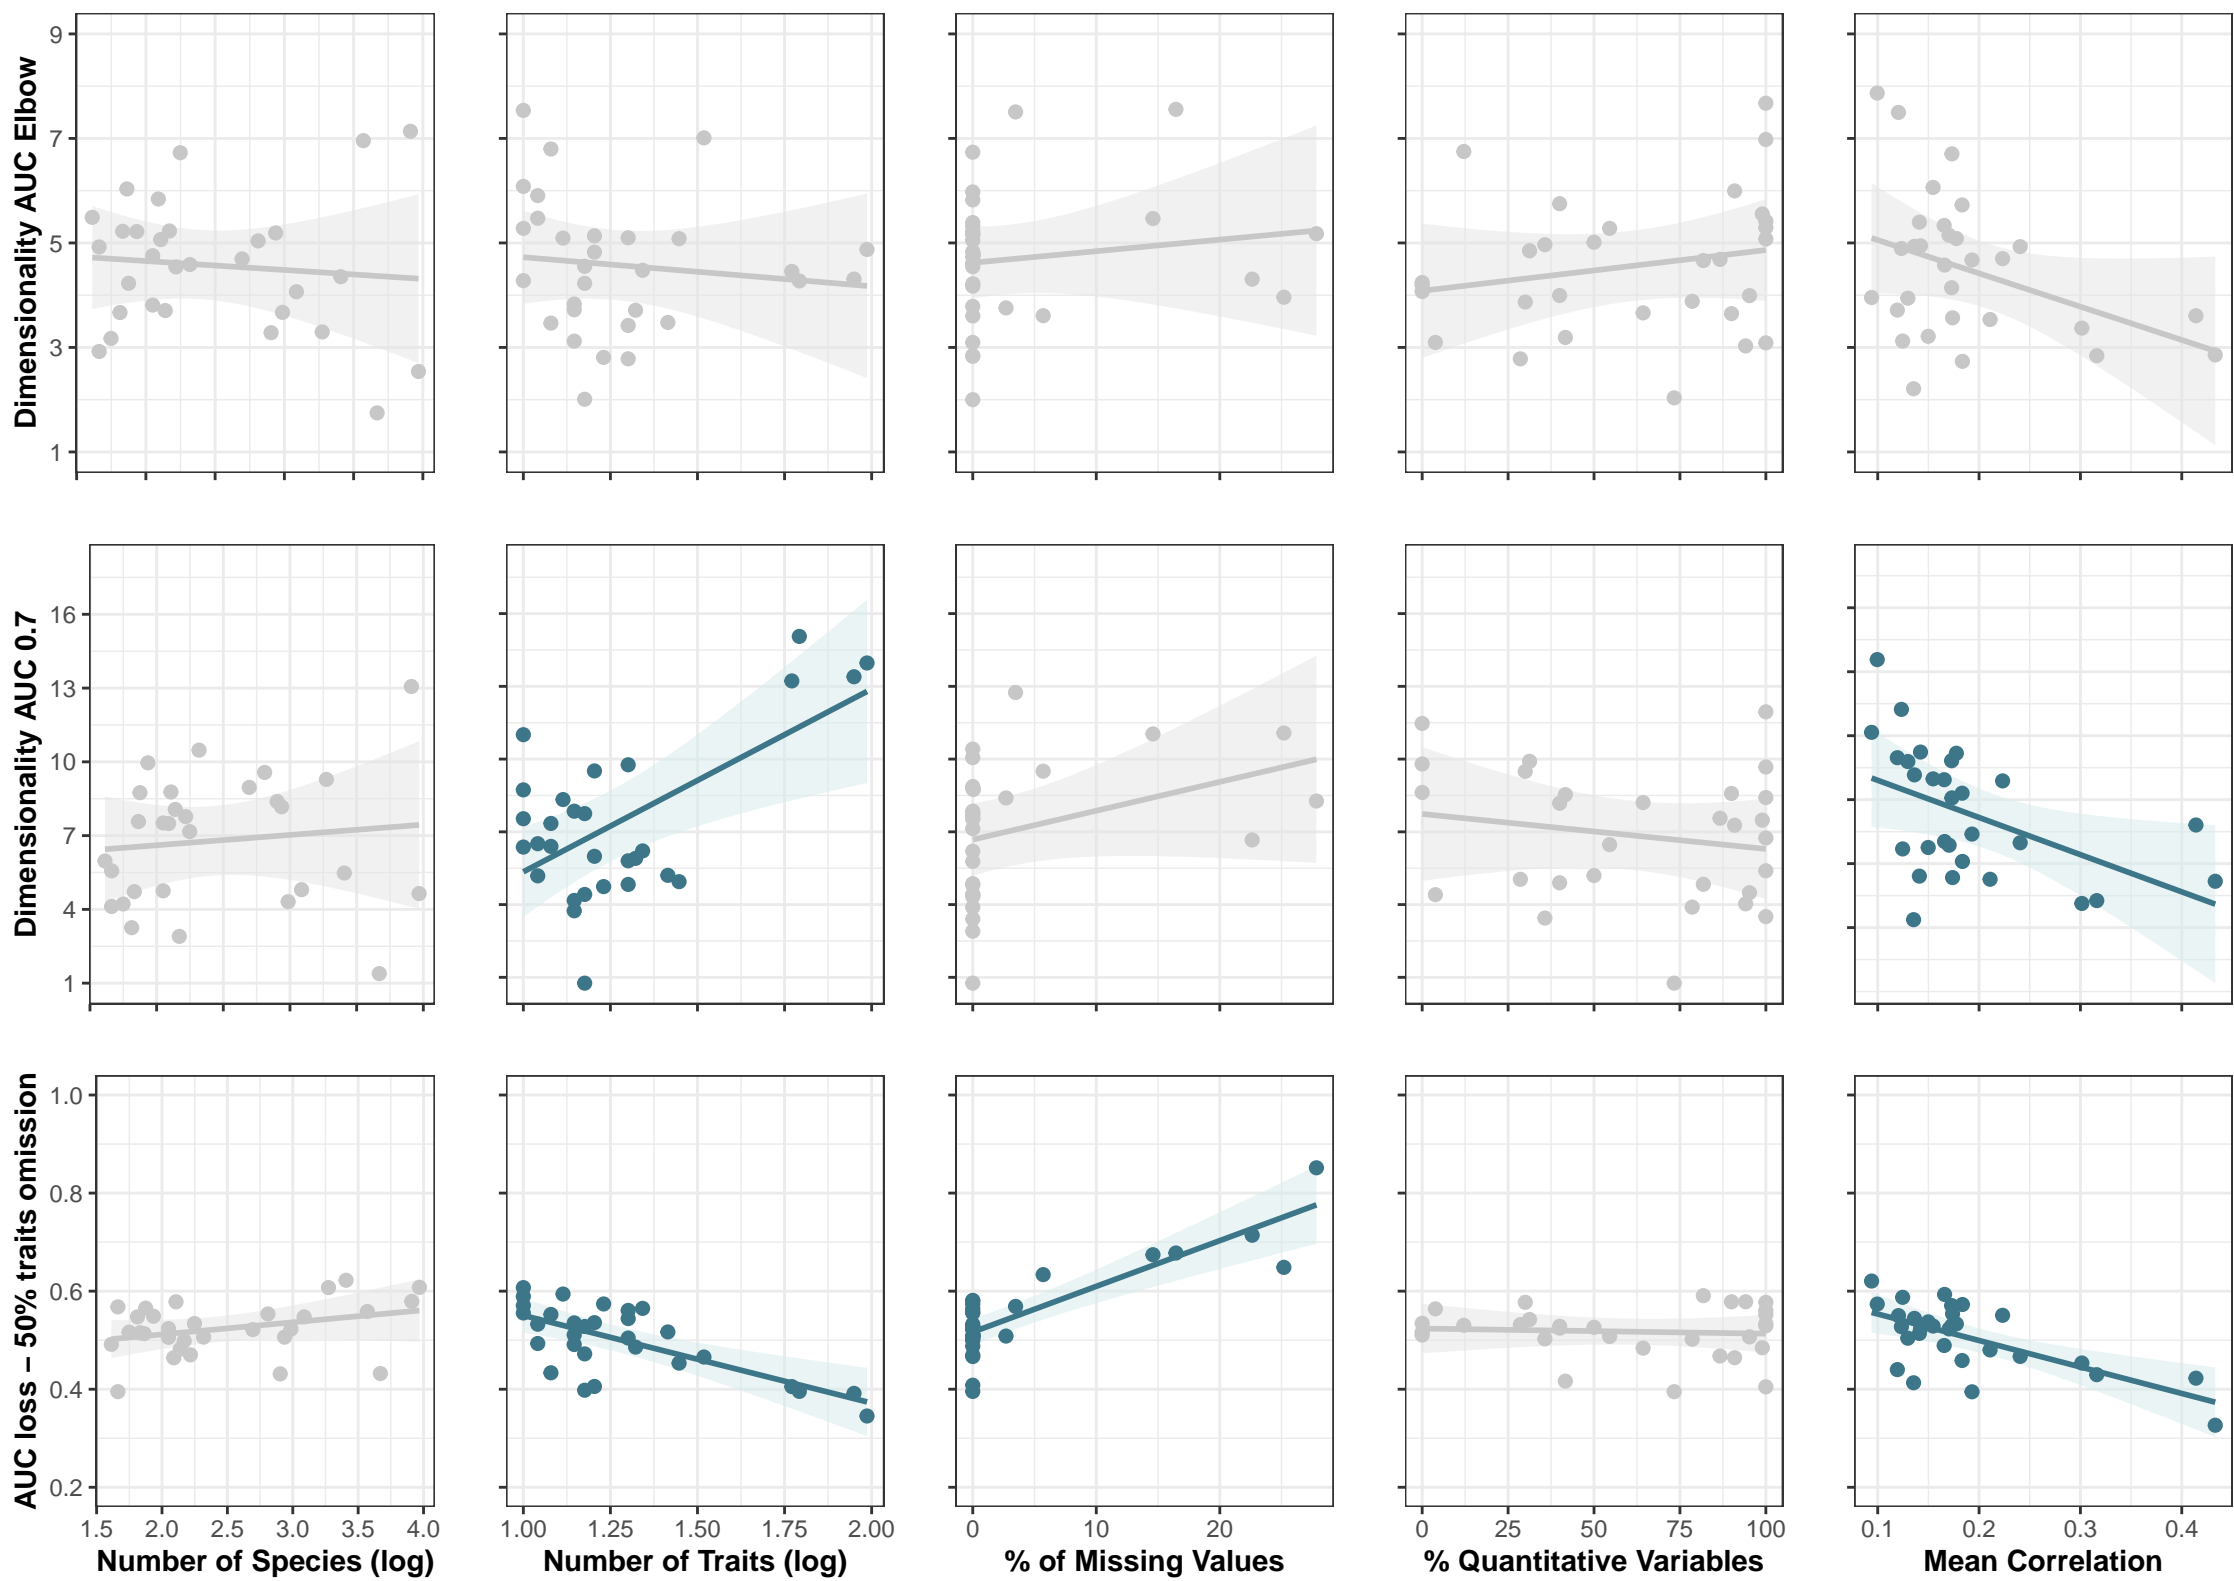 Dimensionality AUC Elbow
9
7
5
3
1
Dimensionality AUC 0.7
16
13
10
7
4
1
AUC loss – 50% traits omission
1.0
0.8
0.6
0.4
0.2
1.5 2.0 2.5 3.0 3.5 4.0
Number of Species (log)
1.00 1.25 1.50 1.75 2.00
Number of Traits (log)
0 10 20
% of Missing Values
0 25 50 75 100
% Quantitative Variables
0.1 0.2 0.3 0.4
Mean Correlation